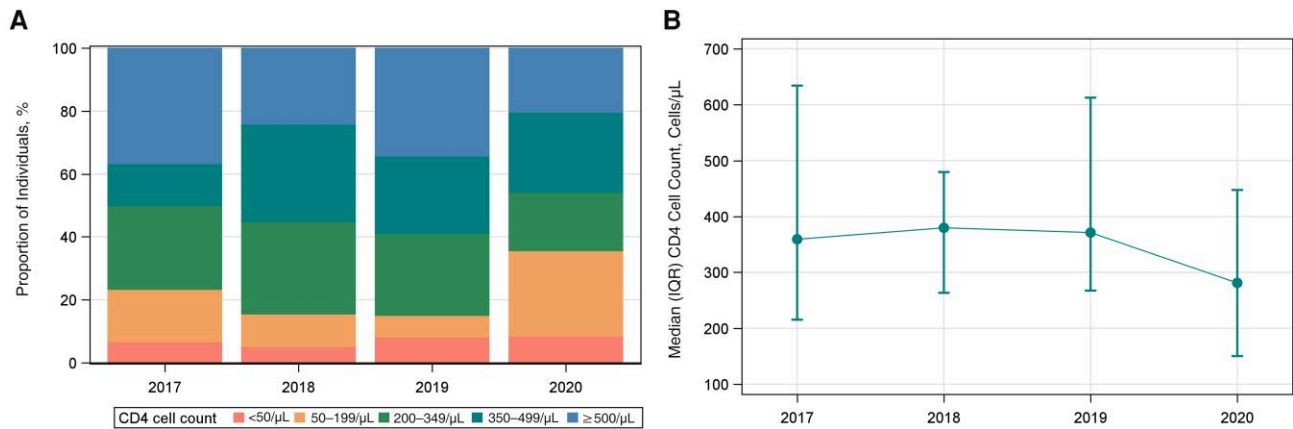 A
Proportion of Individuals, %
100
80
60
40
20
0
2017 2018 2019 2020
CD4 cell count <50/µL 50–199/µL 200–349/µL 350–499/µL ≥500/µL
B
Median (IQR) CD4 Cell Count, Cells/µL
700
600
500
400
300
200
100
2017 2018 2019 2020